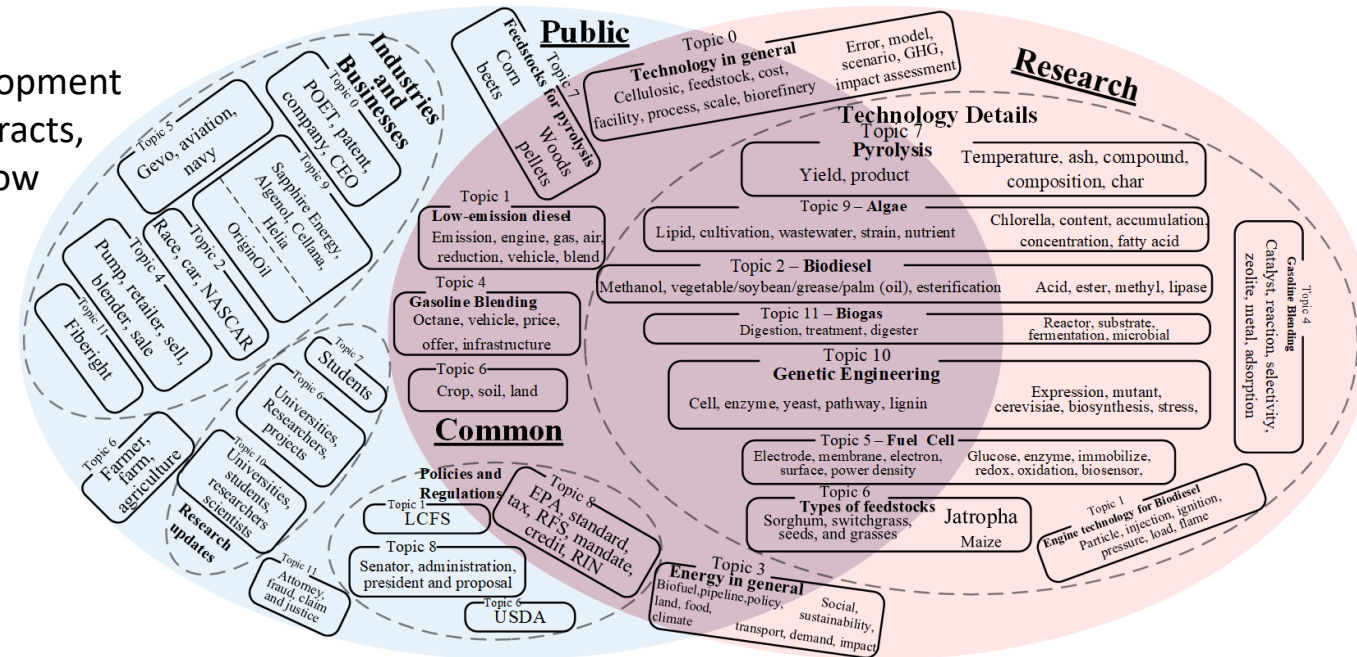 opment
racts,
ow
Public
Research
Common
Industries
and
Businesses
Topic 0
POET, patent,
company, CEO
Topic 5
Gevo, aviation,
navy
Topic 9
Sapphire Energy,
Algenol, Cellana,
Helia
OriginOil
Topic 2
Race, car, NASCAR
Topic 4
Pump, retailer, sell,
blender, sale
Topic 11
Fiberight
Topic 7
Students
Topic 6
Universities,
Researchers,
projects
Topic 10
Universities,
students,
researchers
scientists
Research
updates
Topic 6
Farmer,
farm,
agriculture
Topic 11
Attorney,
fraud, claim
and justice
Topic 7
Feedstocks for pyrolysis
Corn
beets
Woods
pellets
Topic 1
Low-emission diesel
Emission, engine, gas, air,
reduction, vehicle, blend
Topic 4
Gasoline Blending
Octane, vehicle, price,
offer, infrastructure
Topic 6
Crop, soil, land
Policies and
Regulations
Topic 1
LCFS
Topic 8
Senator, administration,
president and proposal
Topic 6
USDA
Topic 8
EPA, standard,
tax, RFS, mandate,
credit, RIN
Topic 3
Energy in general
Biofuel,pipeline,policy,
land, food,
climate
Social,
sustainability,
transport, demand, impact
Topic 0
Technology in general
Cellulosic, feedstock, cost,
facility, process, scale, biorefinery
Error, model,
scenario, GHG,
impact assessment
Technology Details
Topic 7
Pyrolysis
Yield, product
Temperature, ash, compound,
composition, char
Topic 9 – Algae
Lipid, cultivation, wastewater, strain, nutrient
Chlorella, content, accumulation,
concentration, fatty acid
Topic 2 – Biodiesel
Methanol, vegetable/soybean/grease/palm (oil), esterification
Acid, ester, methyl, lipase
Topic 11 – Biogas
Digestion, treatment, digester
Reactor, substrate,
fermentation, microbial
Topic 10
Genetic Engineering
Cell, enzyme, yeast, pathway, lignin
Expression, mutant,
cerevisiae, biosynthesis, stress,
Topic 5 – Fuel Cell
Electrode, membrane, electron,
surface, power density
Glucose, enzyme, immobilize,
redox, oxidation, biosensor,
Topic 6
Types of feedstocks
Sorghum, switchgrass,
seeds, and grasses
Jatropha
Maize
Topic 4
Gasoline Blending
Catalyst, reaction, selectivity,
zeolite, metal, adsorption
Topic 1
Engine technology for Biodiesel
Particle, injection, ignition,
pressure, load, flame